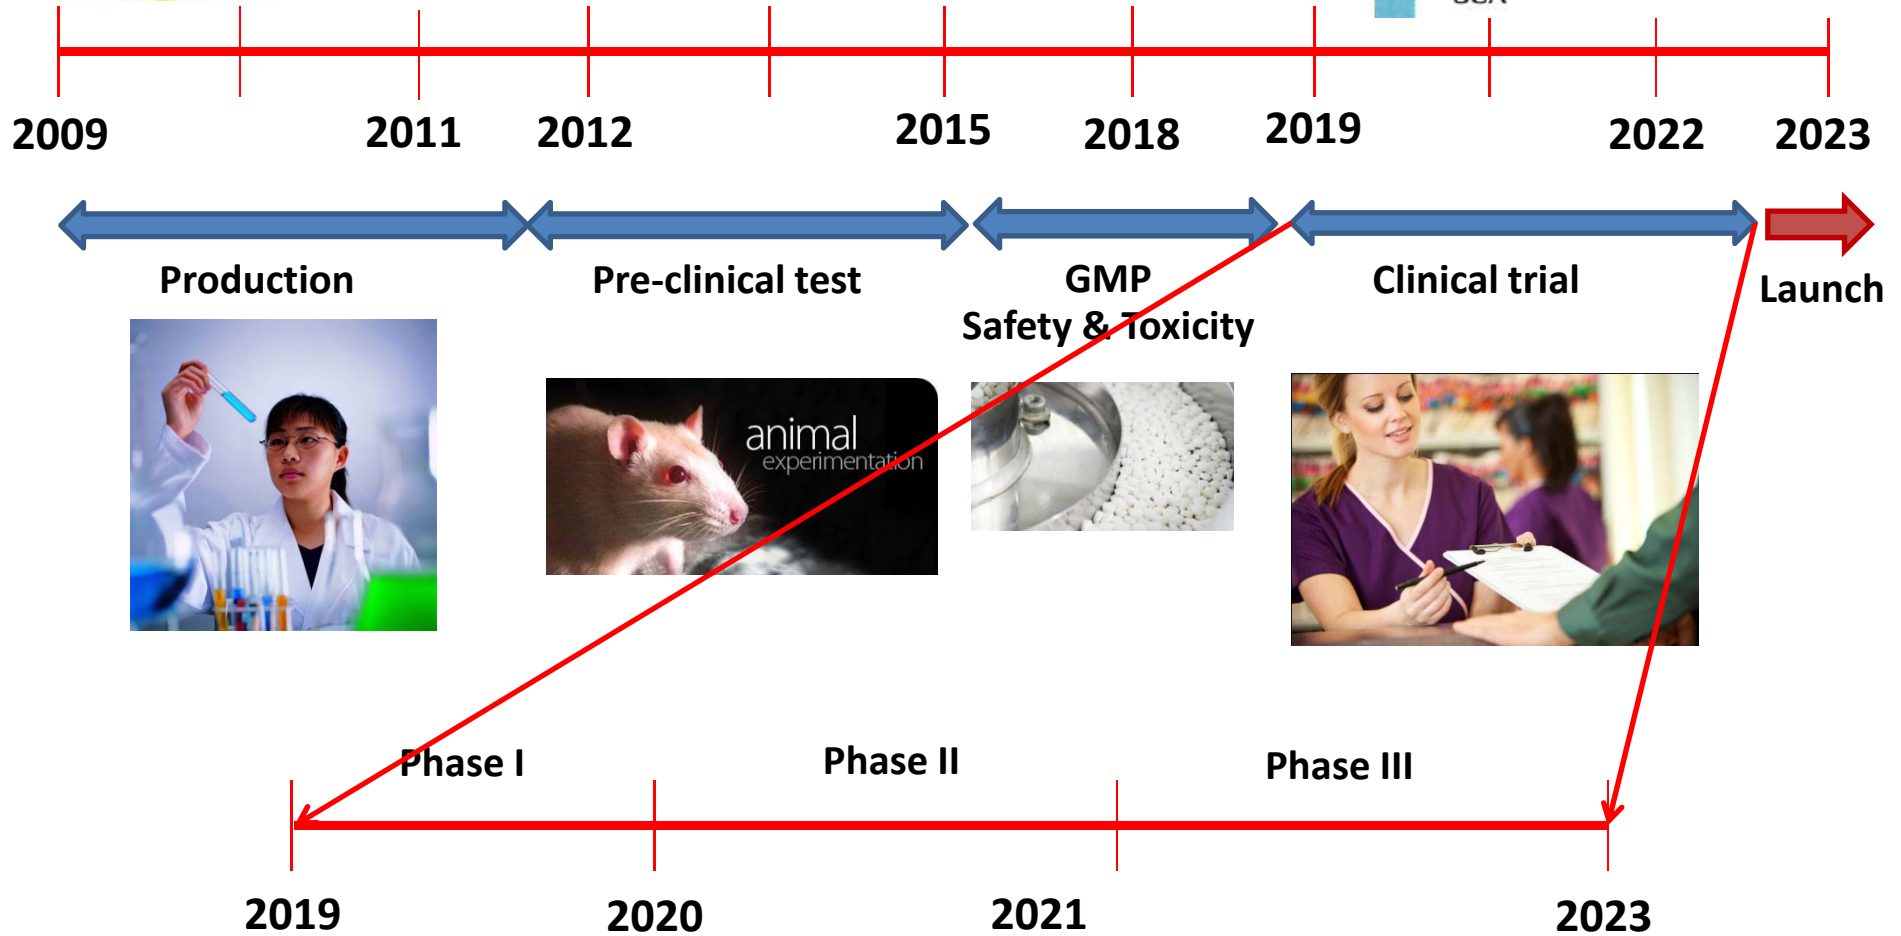 2009 2011 2012 2015 2018 2019 2022 2023
Production
Pre-clinical test
GMP
Safety & Toxicity
Clinical trial
Launch
animal
experimentation
Phase I Phase II Phase III
2019 2020 2021 2023